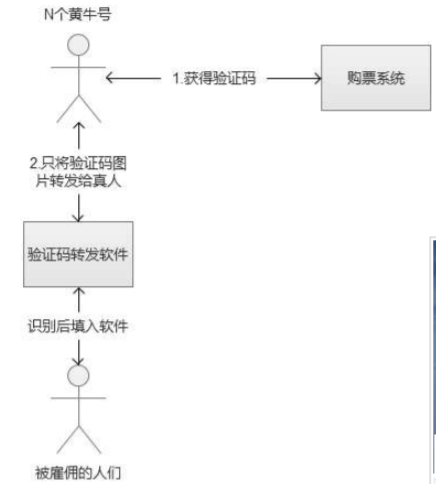 N个黄牛号
1.获得验证码
购票系统
2.只将验证码图
片转发给真人
验证码转发软件
识别后填入软件
被雇佣的人们